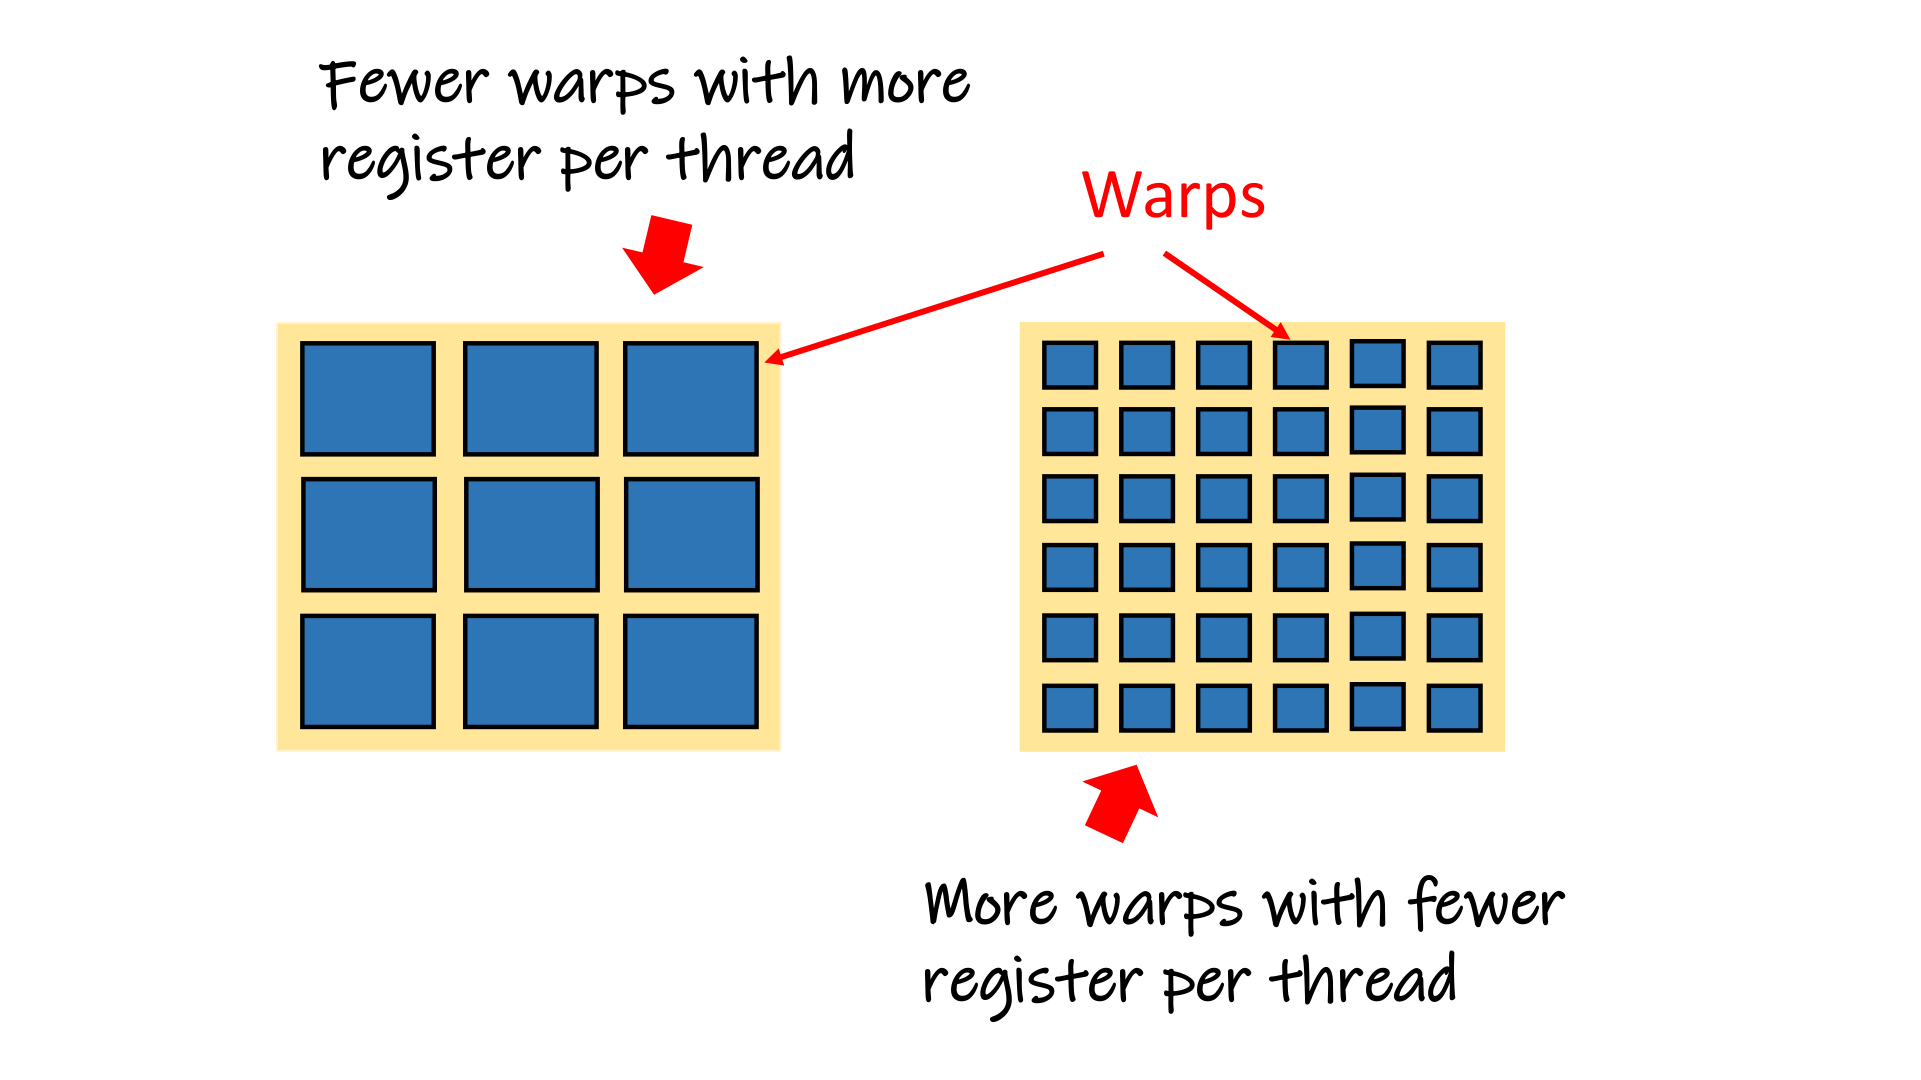 Fewer warps with more
register per thread
Warps
More warps with fewer
register per thread